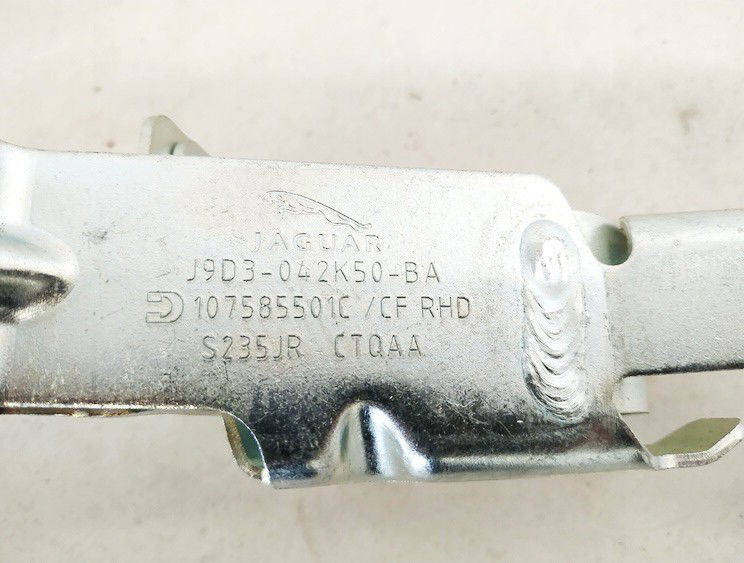 JAGUAR
J9D3-042K50-BA
107585501C /CF RHD
S235JR CTQAA